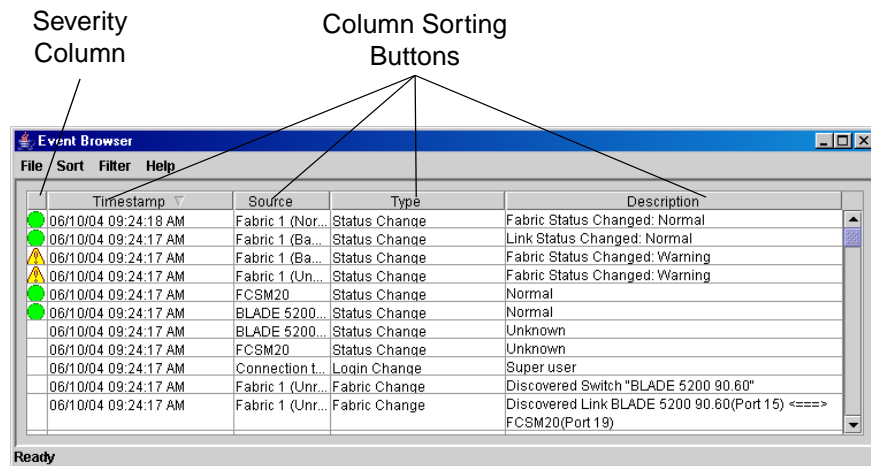 Severity Column
Column Sorting Buttons
Event Browser
File Sort Filter Help
Timestamp Source Type Description
06/10/04 09:24:18 AM Fabric 1 (Nor... Status Change Fabric Status Changed: Normal
06/10/04 09:24:17 AM Fabric 1 (Ba... Status Change Link Status Changed: Normal
06/10/04 09:24:17 AM Fabric 1 (Ba... Status Change Fabric Status Changed: Warning
06/10/04 09:24:17 AM Fabric 1 (Un... Status Change Fabric Status Changed: Warning
06/10/04 09:24:17 AM FCSM20 Status Change Normal
06/10/04 09:24:17 AM BLADE 5200... Status Change Normal
06/10/04 09:24:17 AM BLADE 5200... Status Change Unknown
06/10/04 09:24:17 AM FCSM20 Status Change Unknown
06/10/04 09:24:17 AM Connection t... Login Change Super user
06/10/04 09:24:17 AM Fabric 1 (Unr... Fabric Change Discovered Switch "BLADE 5200 90.60"
06/10/04 09:24:17 AM Fabric 1 (Unr... Fabric Change Discovered Link BLADE 5200 90.60(Port 15) <===>
FCSM20(Port 19)
Ready